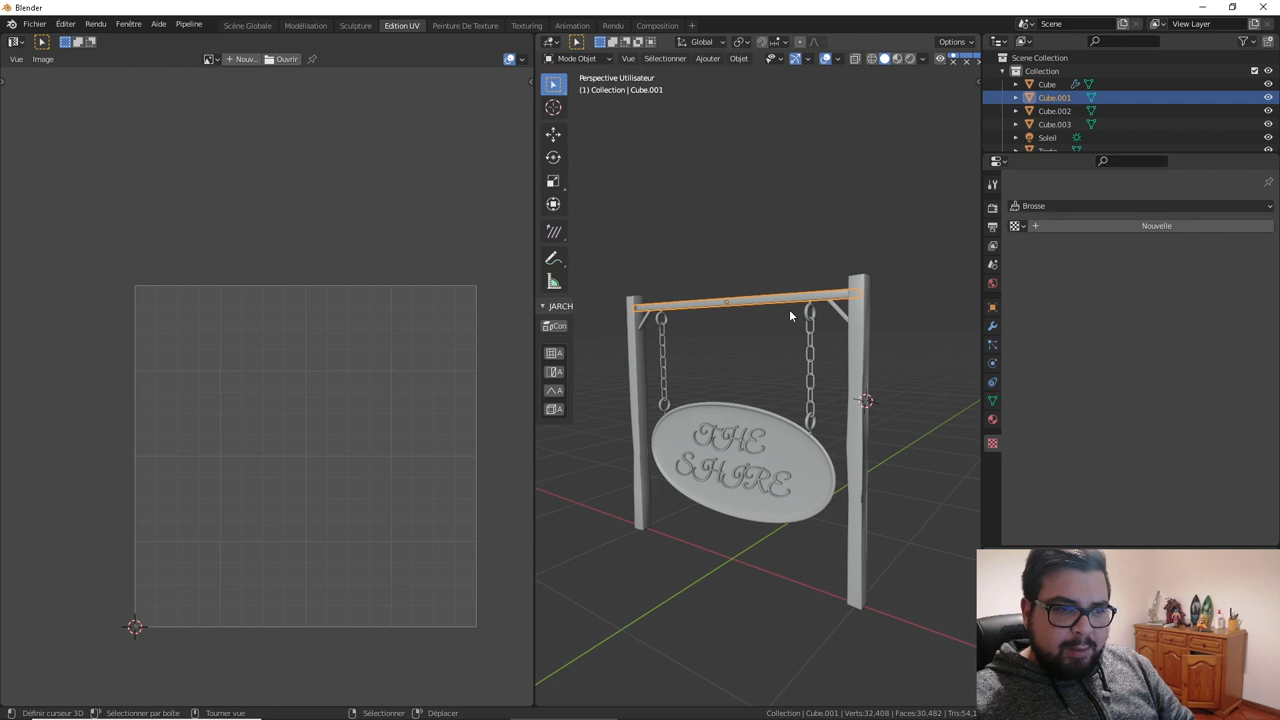 Blender
Fichier Éditer Rendu Fenêtre Aide Pipeline
Scène Globale Modélisation Sculpture Edition UV Peinture De Texture Texturing Shading Animation Rendu Composition +
Scene
View Layer
Global
Options
Vue Image
+ Nouv...
Ouvrir
Mode Objet
Vue Sélectionner Ajouter Objet
Scene Collection
Collection
Cube
Cube.001
Cube.002
Cube.003
Soleil
Perspective Utilisateur
(1) Collection | Cube.001
Brosse
+ Nouvelle
JARCH
Con
A
A
A
A
THE
SHIRE
Définir curseur 3D Sélectionner par boîte Tourner vue Sélectionner Déplacer
Collection | Cube.001 | Verts:32,408 | Faces:30,482 | Tris:54,1